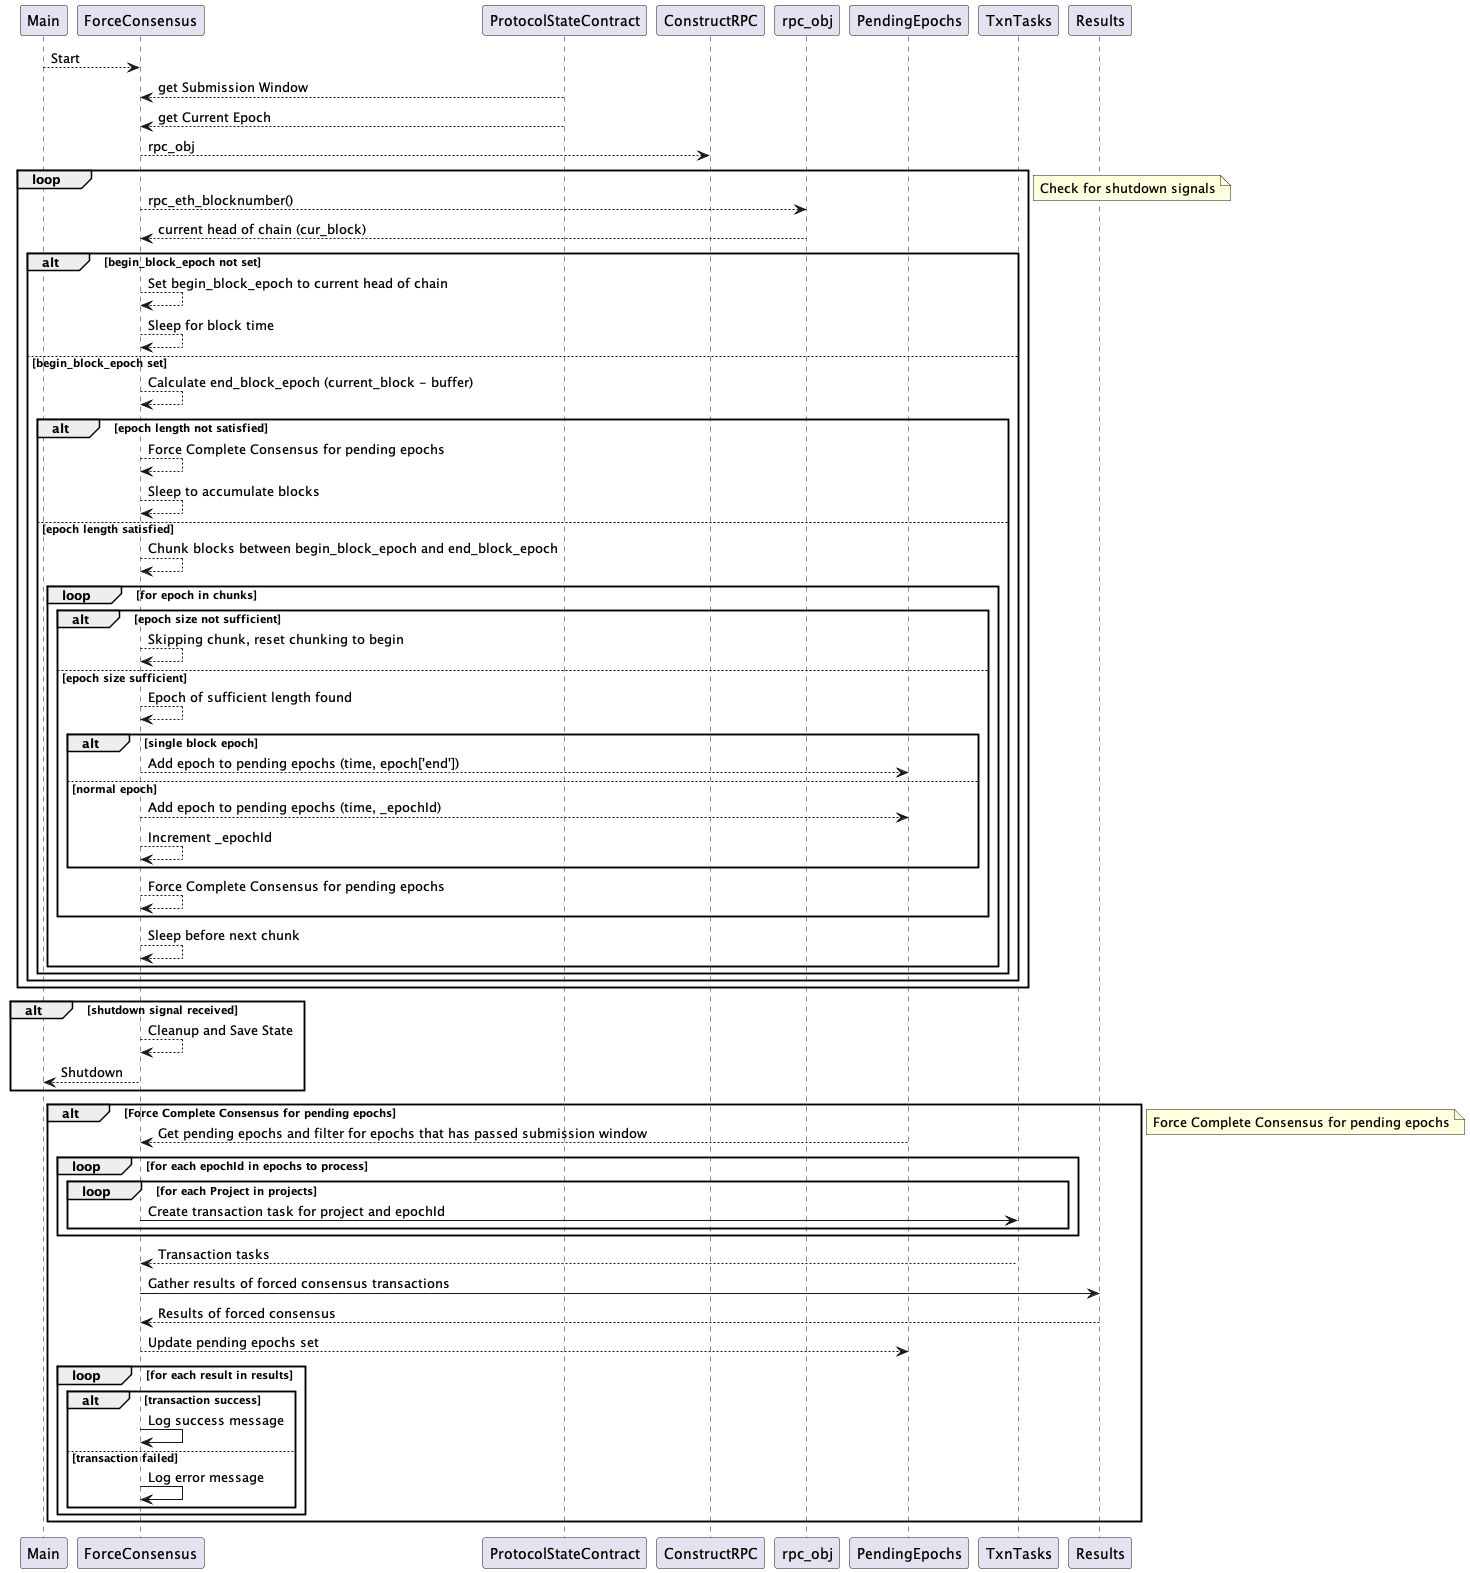 Main ForceConsensus ProtocolStateContract ConstructRPC rpc_obj PendingEpochs TxnTasks Results
Start
get Submission Window
get Current Epoch
rpc_obj
loop
Check for shutdown signals
rpc_eth_blocknumber()
current head of chain (cur_block)
alt [begin_block_epoch not set]
Set begin_block_epoch to current head of chain
Sleep for block time
[begin_block_epoch set]
Calculate end_block_epoch (current_block - buffer)
alt [epoch length not satisfied]
Force Complete Consensus for pending epochs
Sleep to accumulate blocks
[epoch length satisfied]
Chunk blocks between begin_block_epoch and end_block_epoch
loop [for epoch in chunks]
alt [epoch size not sufficient]
Skipping chunk, reset chunking to begin
[epoch size sufficient]
Epoch of sufficient length found
alt [single block epoch]
Add epoch to pending epochs (time, epoch['end'])
[normal epoch]
Add epoch to pending epochs (time, _epochId)
Increment _epochId
Force Complete Consensus for pending epochs
Sleep before next chunk
alt [shutdown signal received]
Cleanup and Save State
Shutdown
alt [Force Complete Consensus for pending epochs]
Force Complete Consensus for pending epochs
Get pending epochs and filter for epochs that has passed submission window
loop [for each epochId in epochs to process]
loop [for each Project in projects]
Create transaction task for project and epochId
Transaction tasks
Gather results of forced consensus transactions
Results of forced consensus
Update pending epochs set
loop [for each result in results]
alt [transaction success]
Log success message
[transaction failed]
Log error message
Main ForceConsensus ProtocolStateContract ConstructRPC rpc_obj PendingEpochs TxnTasks Results